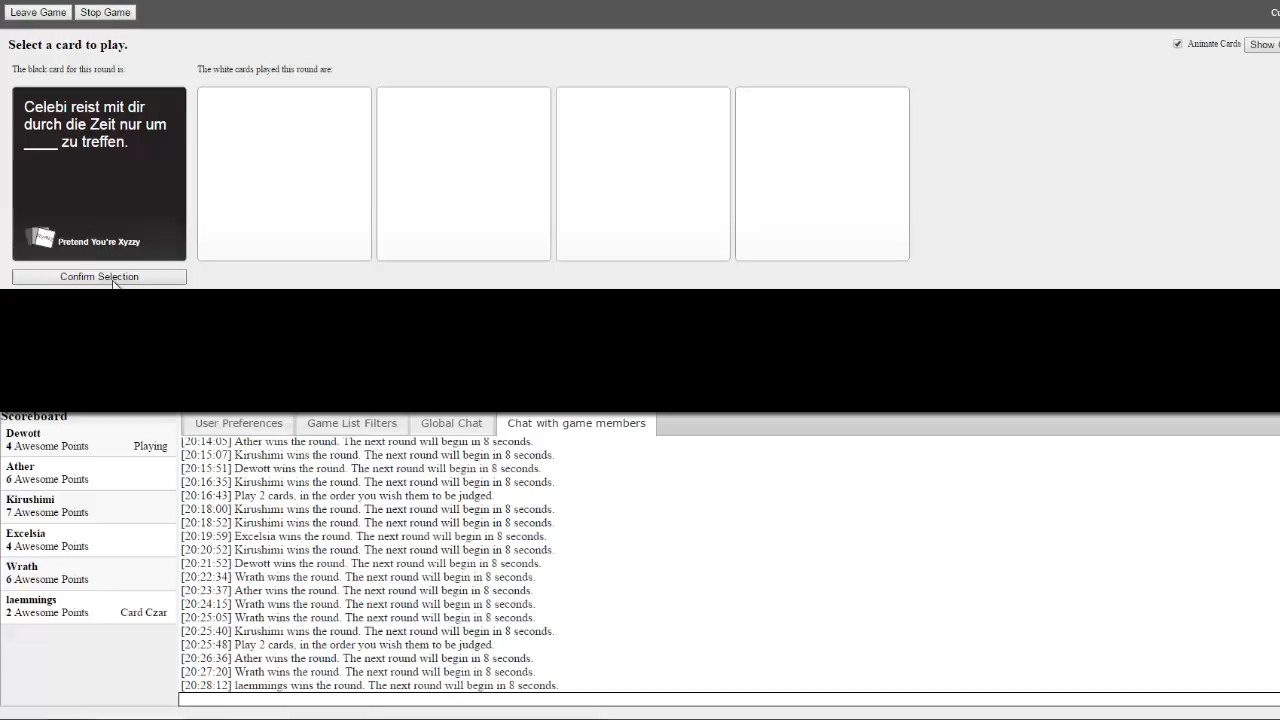 Leave Game Stop Game
Select a card to play.
Animate Cards Show
The black card for this round is:
The white cards played this round are:
Celebi reist mit dir
durch die Zeit nur um
____ zu treffen.
Pretend You're Xyzzy
Confirm Selection
Scoreboard
User Preferences Game List Filters Global Chat Chat with game members
Dewott
4 Awesome Points Playing
Ather
6 Awesome Points
Kirushimi
7 Awesome Points
Excelsia
4 Awesome Points
Wrath
6 Awesome Points
laemmings
2 Awesome Points Card Czar
[20:14:05] Ather wins the round. The next round will begin in 8 seconds.
[20:15:07] Kirushimi wins the round. The next round will begin in 8 seconds.
[20:15:51] Dewott wins the round. The next round will begin in 8 seconds.
[20:16:35] Kirushimi wins the round. The next round will begin in 8 seconds.
[20:16:43] Play 2 cards, in the order you wish them to be judged.
[20:18:00] Kirushimi wins the round. The next round will begin in 8 seconds.
[20:18:52] Kirushimi wins the round. The next round will begin in 8 seconds.
[20:19:59] Excelsia wins the round. The next round will begin in 8 seconds.
[20:20:52] Kirushimi wins the round. The next round will begin in 8 seconds.
[20:21:52] Dewott wins the round. The next round will begin in 8 seconds.
[20:22:34] Wrath wins the round. The next round will begin in 8 seconds.
[20:23:37] Ather wins the round. The next round will begin in 8 seconds.
[20:24:15] Wrath wins the round. The next round will begin in 8 seconds.
[20:25:05] Wrath wins the round. The next round will begin in 8 seconds.
[20:25:40] Kirushimi wins the round. The next round will begin in 8 seconds.
[20:25:48] Play 2 cards, in the order you wish them to be judged.
[20:26:36] Ather wins the round. The next round will begin in 8 seconds.
[20:27:20] Wrath wins the round. The next round will begin in 8 seconds.
[20:28:12] laemmings wins the round. The next round will begin in 8 seconds.